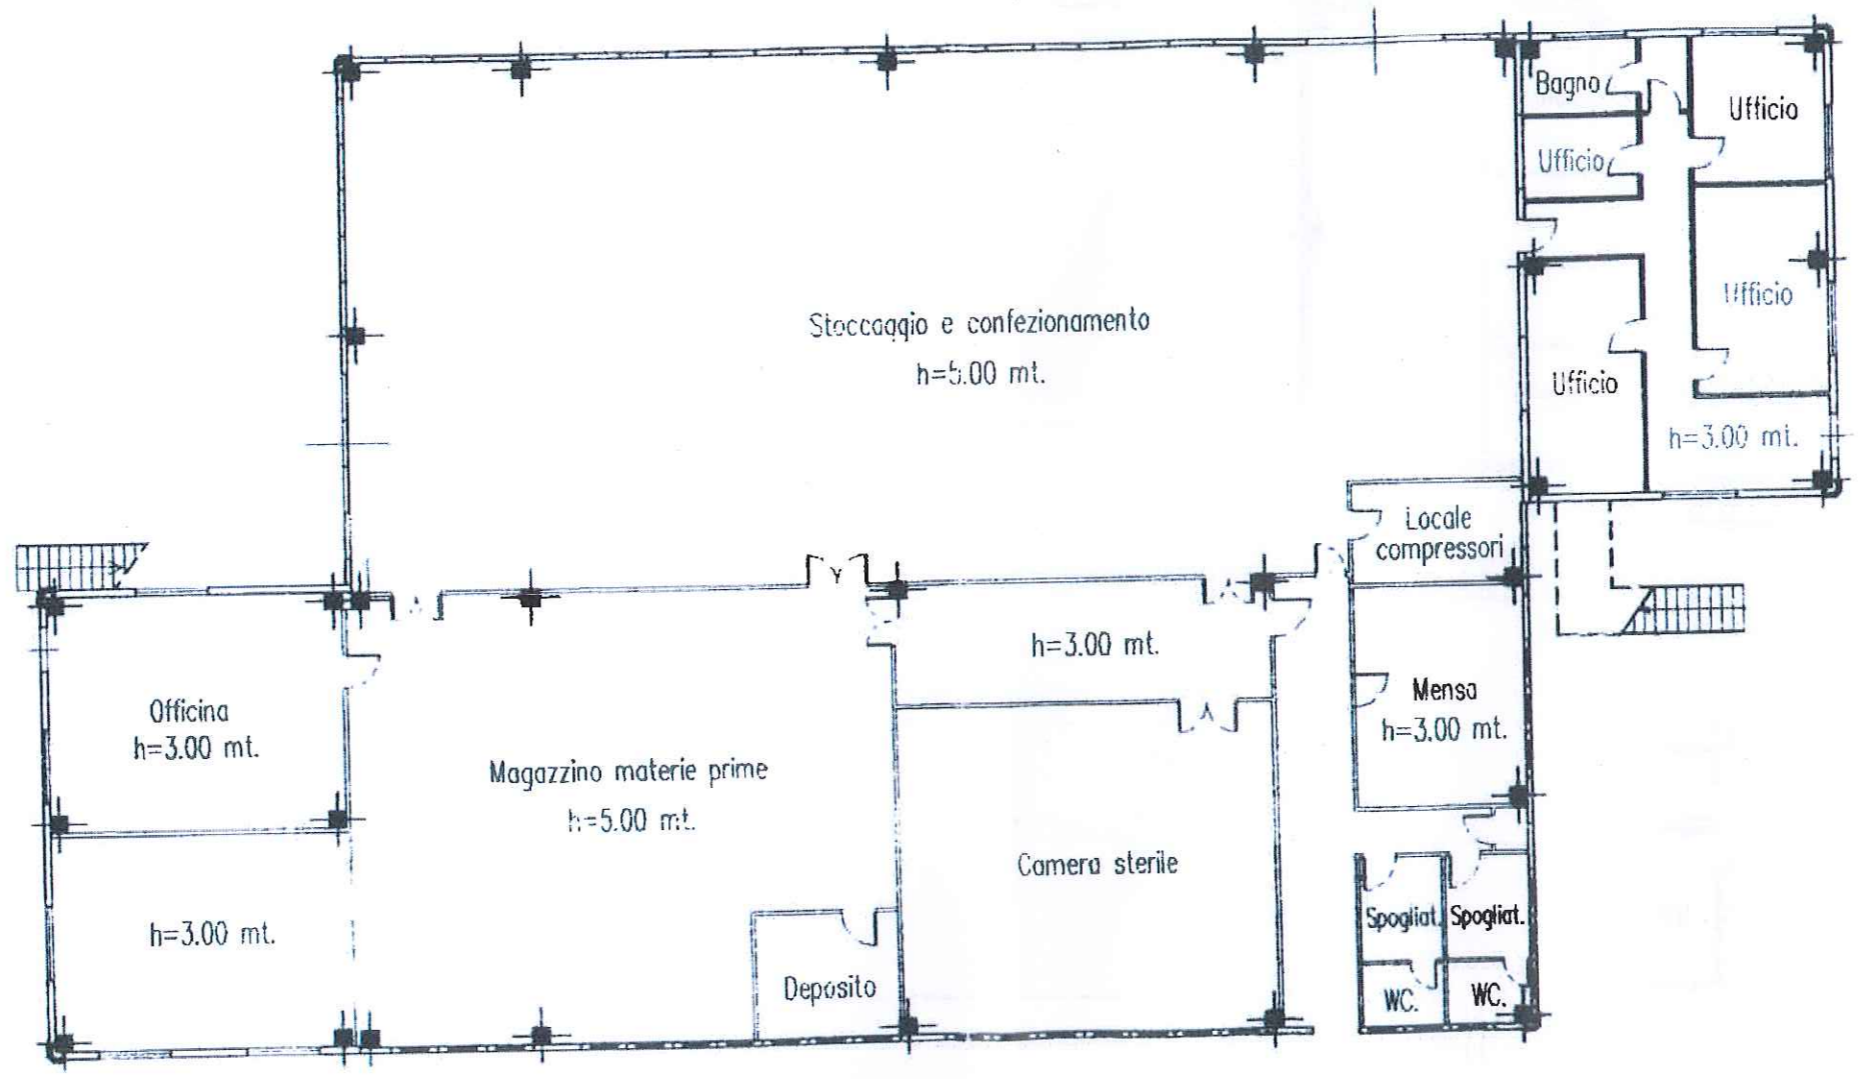 Bagno
Ufficio
Ufficio
Ufficio
Ufficio
h=3.00 mt.
Stoccaggio e confezionamento
h=5.00 mt.
Locale
compressori
Officina
h=3.00 mt.
h=3.00 mt.
Mensa
h=3.00 mt.
Magazzino materie prime
h=5.00 mt.
Camera sterile
h=3.00 mt.
Deposito
Spogliat.
Spogliat.
WC.
WC.